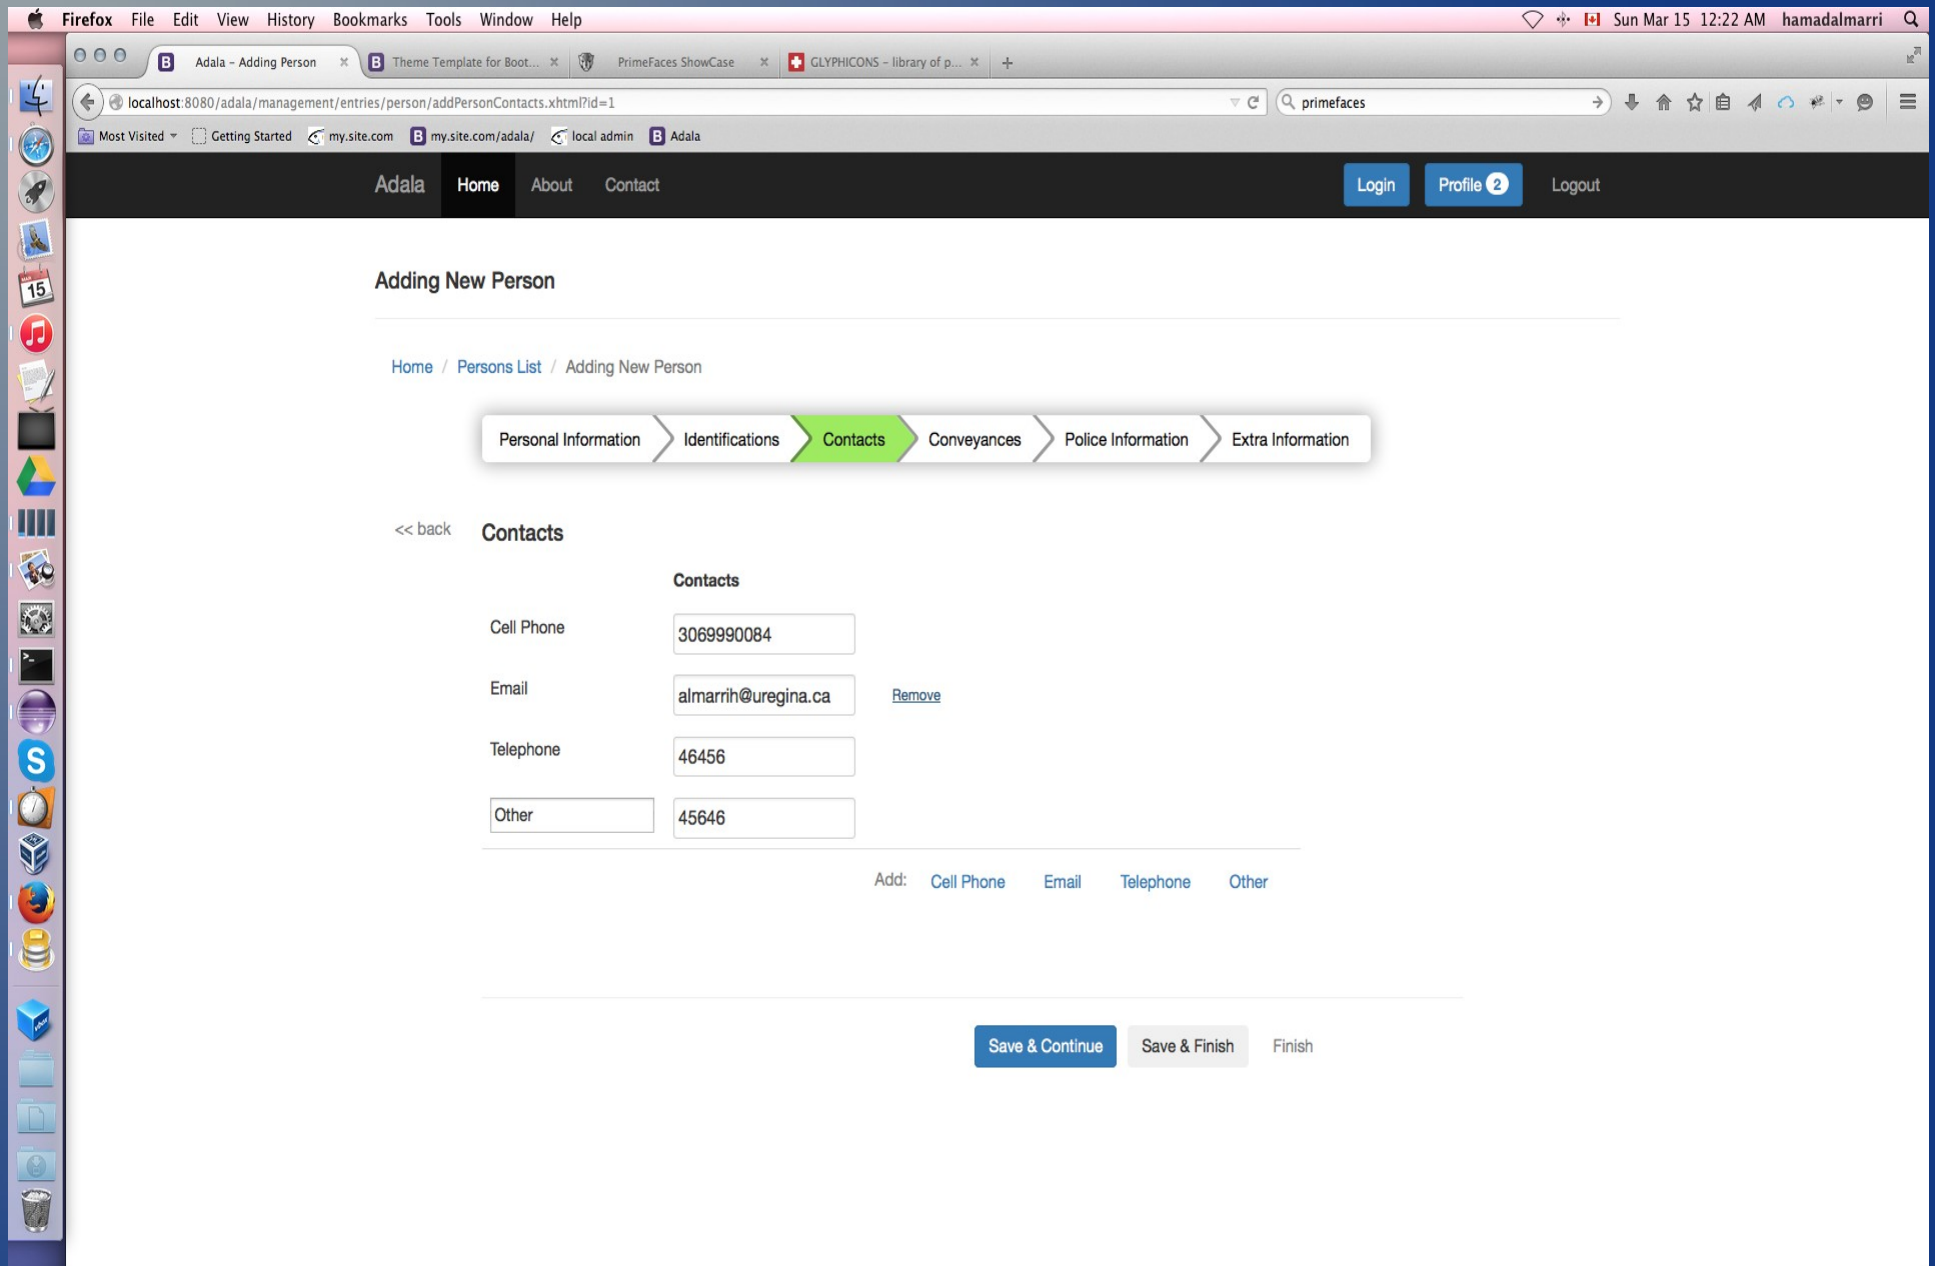 Firefox File Edit View History Bookmarks Tools Window Help Sun Mar 15 12:22 AM hamadalmarri
Adala - Adding Person Theme Template for Boot... PrimeFaces ShowCase GLYPHICONS - library of p...
localhost:8080/adala/management/entries/person/addPersonContacts.xhtml?id=1 primefaces
Most Visited Getting Started my.site.com my.site.com/adala/ local admin Adala
Adala Home About Contact Login Profile 2 Logout
Adding New Person
Home / Persons List / Adding New Person
Personal Information Identifications Contacts Conveyances Police Information Extra Information
<< back Contacts
Contacts
Cell Phone 3069990084
Email almarrih@uregina.ca Remove
Telephone 46456
Other 45646
Add: Cell Phone Email Telephone Other
Save & Continue Save & Finish Finish
15